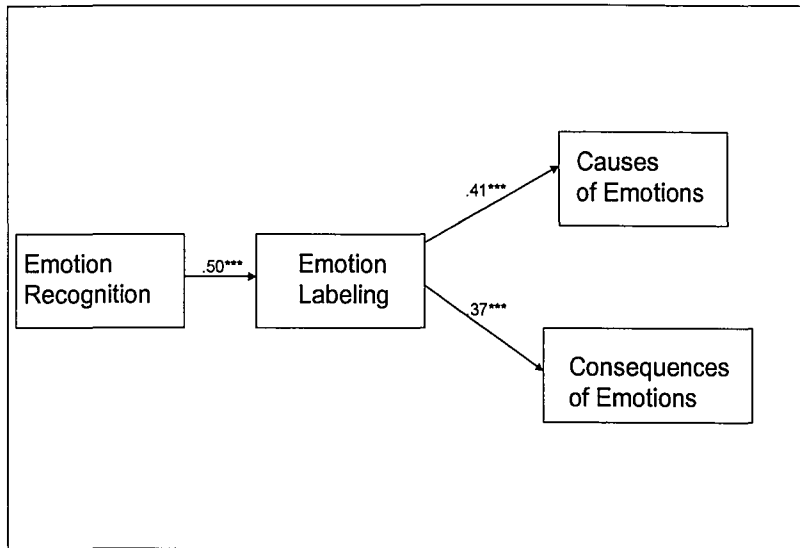 Emotion
Recognition
.50***
Emotion
Labeling
.41***
Causes
of Emotions
.37***
Consequences
of Emotions